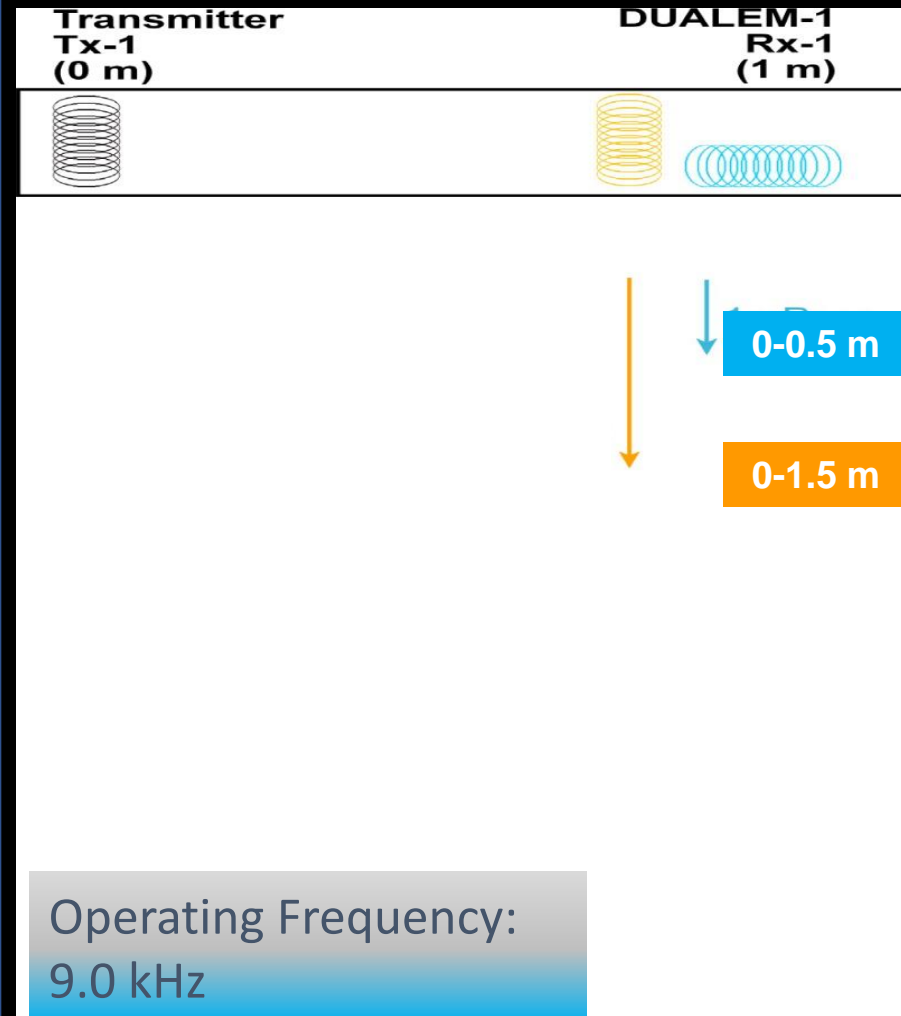 Transmitter
Tx-1
(0 m)
DUALEM-1
Rx-1
(1 m)
0-0.5 m
0-1.5 m
Operating Frequency:
9.0 kHz